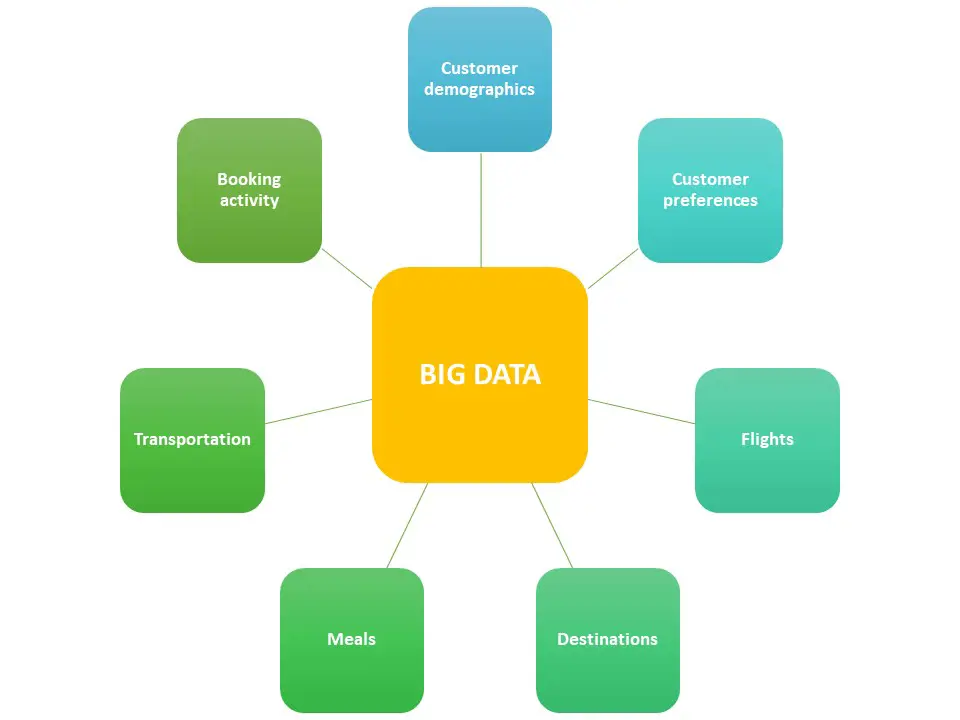 Customer
demographics
Booking
activity
Customer
preferences
BIG DATA
Transportation
Flights
Meals
Destinations